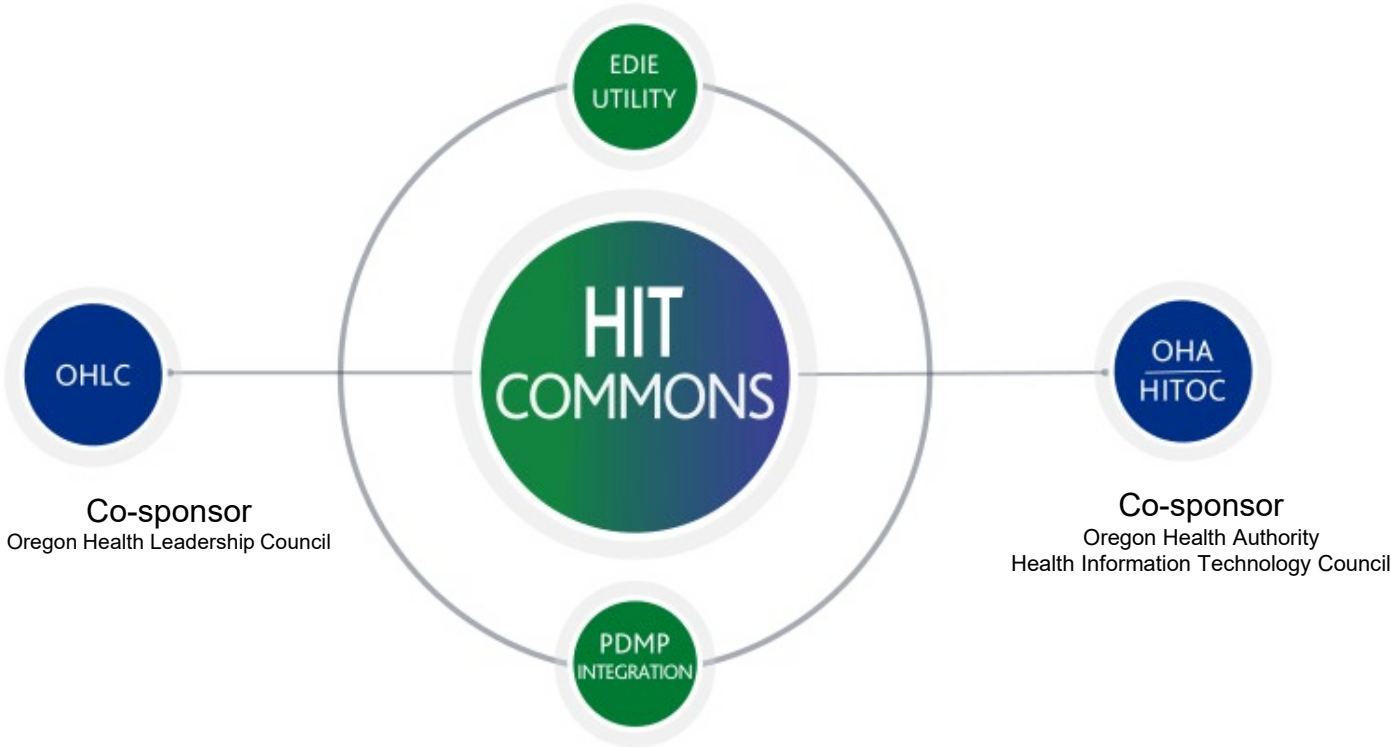 EDIE
UTILITY
HIT
COMMONS
OHLC
OHA
HITOC
Co-sponsor
Oregon Health Leadership Council
Co-sponsor
Oregon Health Authority
Health Information Technology Council
PDMP
INTEGRATION